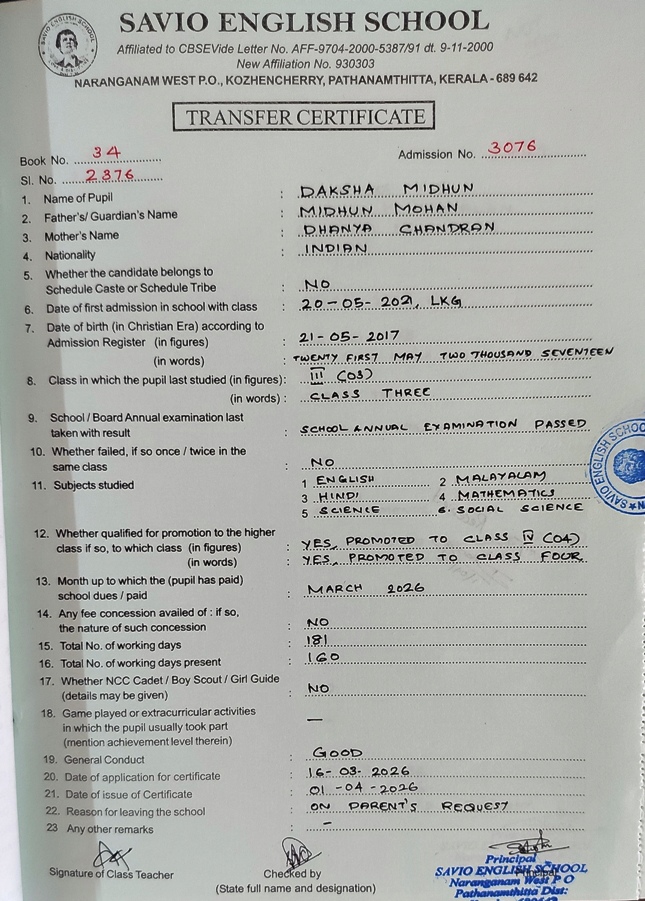 SAVIO ENGLISH SCHOOL
Affiliated to CBSEVide Letter No. AFF-9704-2000-5387/91 dt. 9-11-2000
New Affiliation No. 930303
NARANGANAM WEST P.O., KOZHENCHERRY, PATHANAMTHITTA, KERALA - 689 642
TRANSFER CERTIFICATE
Book No. 34
Admission No. 3076
Sl. No. 2376
1. Name of Pupil : DAKSHA MIDHUN
2. Father's/ Guardian's Name : MIDHUN MOHAN
3. Mother's Name : DHANYA CHANDRAN
4. Nationality : INDIAN
5. Whether the candidate belongs to
Schedule Caste or Schedule Tribe : NO
6. Date of first admission in school with class : 20-05-2021, LKG
7. Date of birth (in Christian Era) according to
Admission Register (in figures) : 21-05-2017
(in words) : TWENTY FIRST MAY TWO THOUSAND SEVENTEEN
8. Class in which the pupil last studied (in figures): III (03)
(in words) : CLASS THREE
9. School / Board Annual examination last
taken with result : SCHOOL ANNUAL EXAMINATION PASSED
10. Whether failed, if so once / twice in the
same class : NO
11. Subjects studied : 1 ENGLISH 2 MALAYALAM
3 HINDI 4 MATHEMATICS
5 SCIENCE 6. SOCIAL SCIENCE
12. Whether qualified for promotion to the higher
class if so, to which class (in figures) : YES, PROMOTED TO CLASS IV (04)
(in words) : YES, PROMOTED TO CLASS FOUR
13. Month up to which the (pupil has paid)
school dues / paid : MARCH 2026
14. Any fee concession availed of : if so,
the nature of such concession : NO
15. Total No. of working days : 181
16. Total No. of working days present : 160
17. Whether NCC Cadet / Boy Scout / Girl Guide
(details may be given) : NO
18. Game played or extracurricular activities
in which the pupil usually took part : —
(mention achievement level therein)
19. General Conduct : GOOD
20. Date of application for certificate : 16-03-2026
21. Date of issue of Certificate : 01-04-2026
22. Reason for leaving the school : ON PARENT'S REQUEST
23 Any other remarks : —
Signature of Class Teacher
Checked by
(State full name and designation)
Principal
SAVIO ENGLISH SCHOOL
Naranganam West P O
Pathanamthitta Dist: